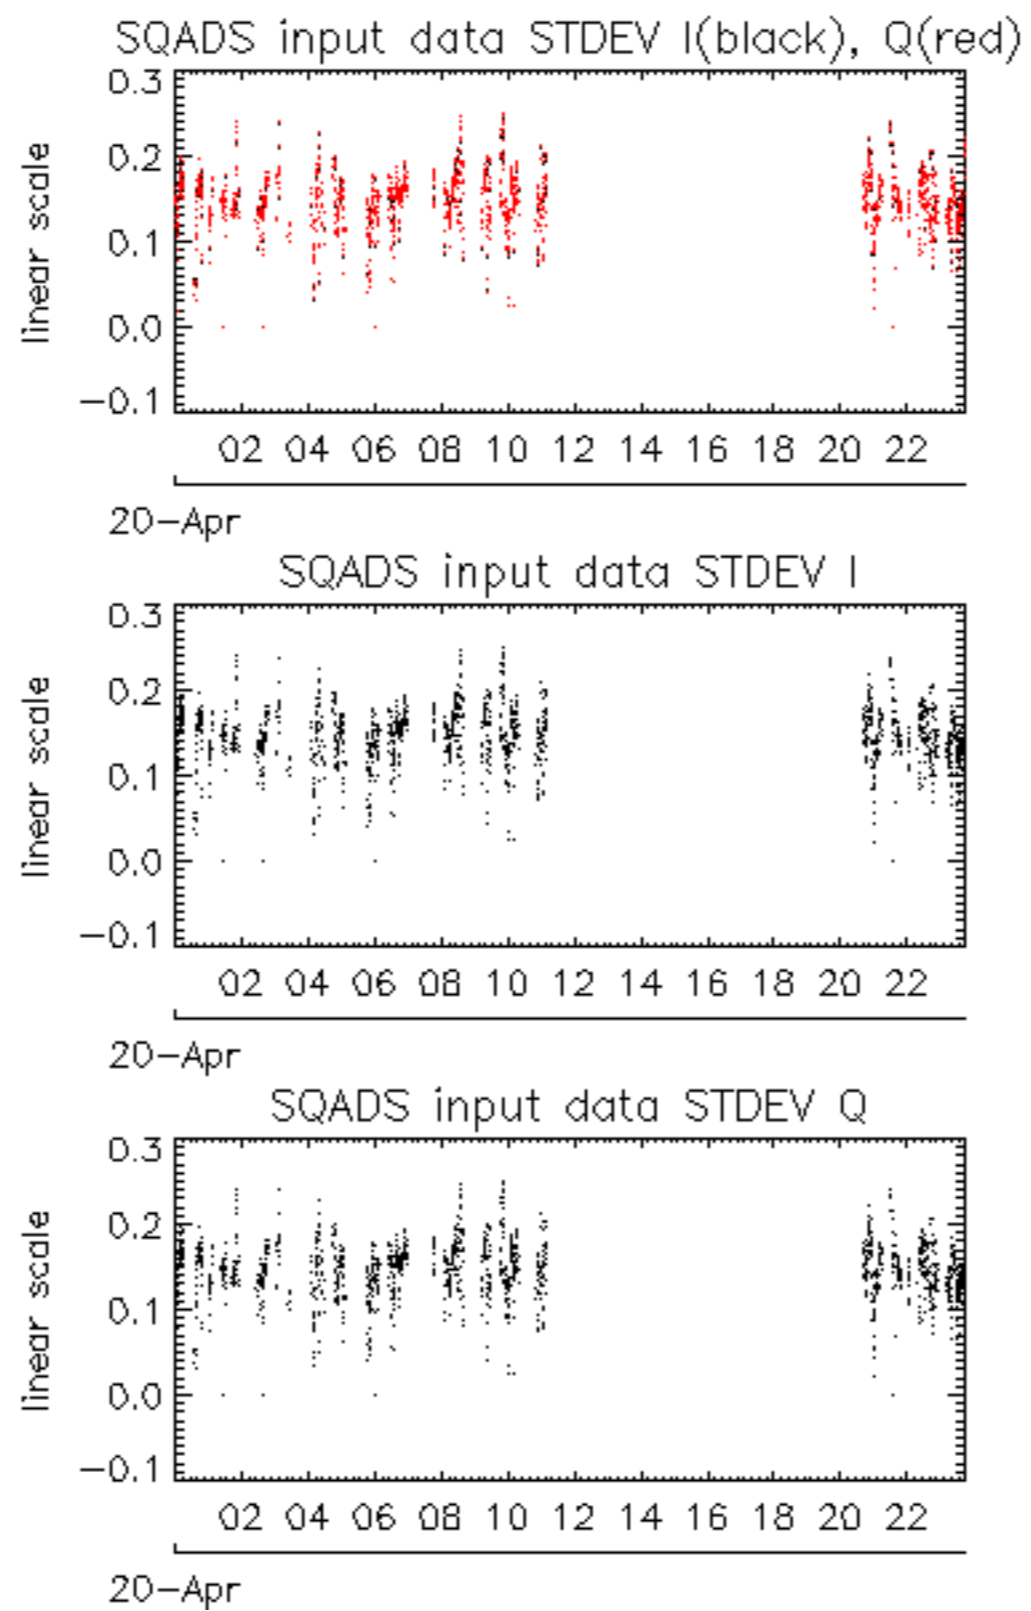 SQADS input data STDEV I(black), Q(red)
0.3
0.2
0.1
0.0
−0.1
linear scale
02 04 06 08 10 12 14 16 18 20 22
20−Apr
SQADS input data STDEV I
0.3
0.2
0.1
0.0
−0.1
linear scale
02 04 06 08 10 12 14 16 18 20 22
20−Apr
SQADS input data STDEV Q
0.3
0.2
0.1
0.0
−0.1
linear scale
02 04 06 08 10 12 14 16 18 20 22
20−Apr